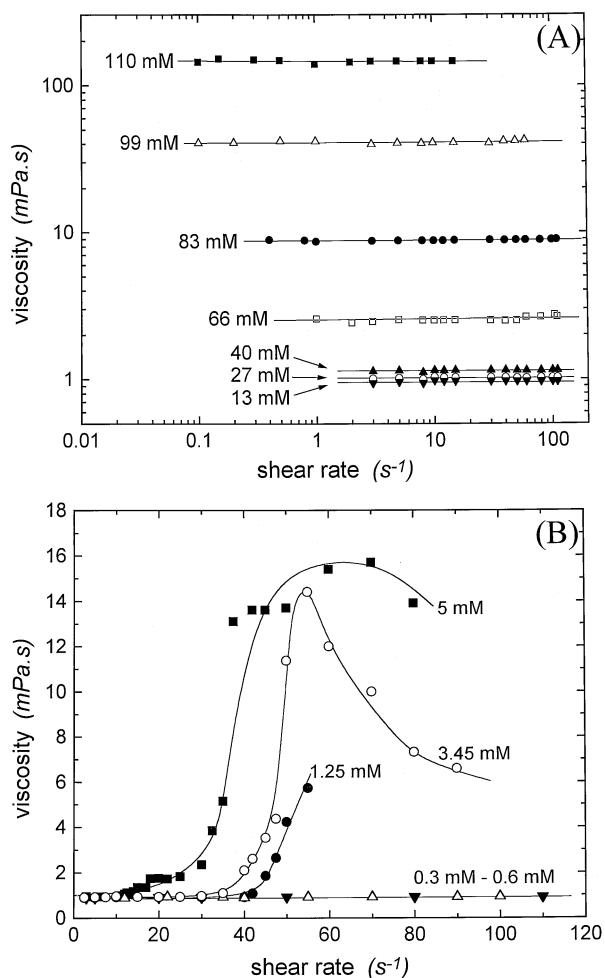 (A)
110 mM
100
99 mM
viscosity (mPa.s)
83 mM
10
66 mM
40 mM
27 mM
13 mM
1
0.01 0.1 1 10 100
shear rate (s-1)
18
(B)
16
14
5 mM
12
10
viscosity (mPa.s)
8
3.45 mM
1.25 mM
6
4
2
0.3 mM - 0.6 mM
0
0 20 40 60 80 100 120
shear rate (s-1)